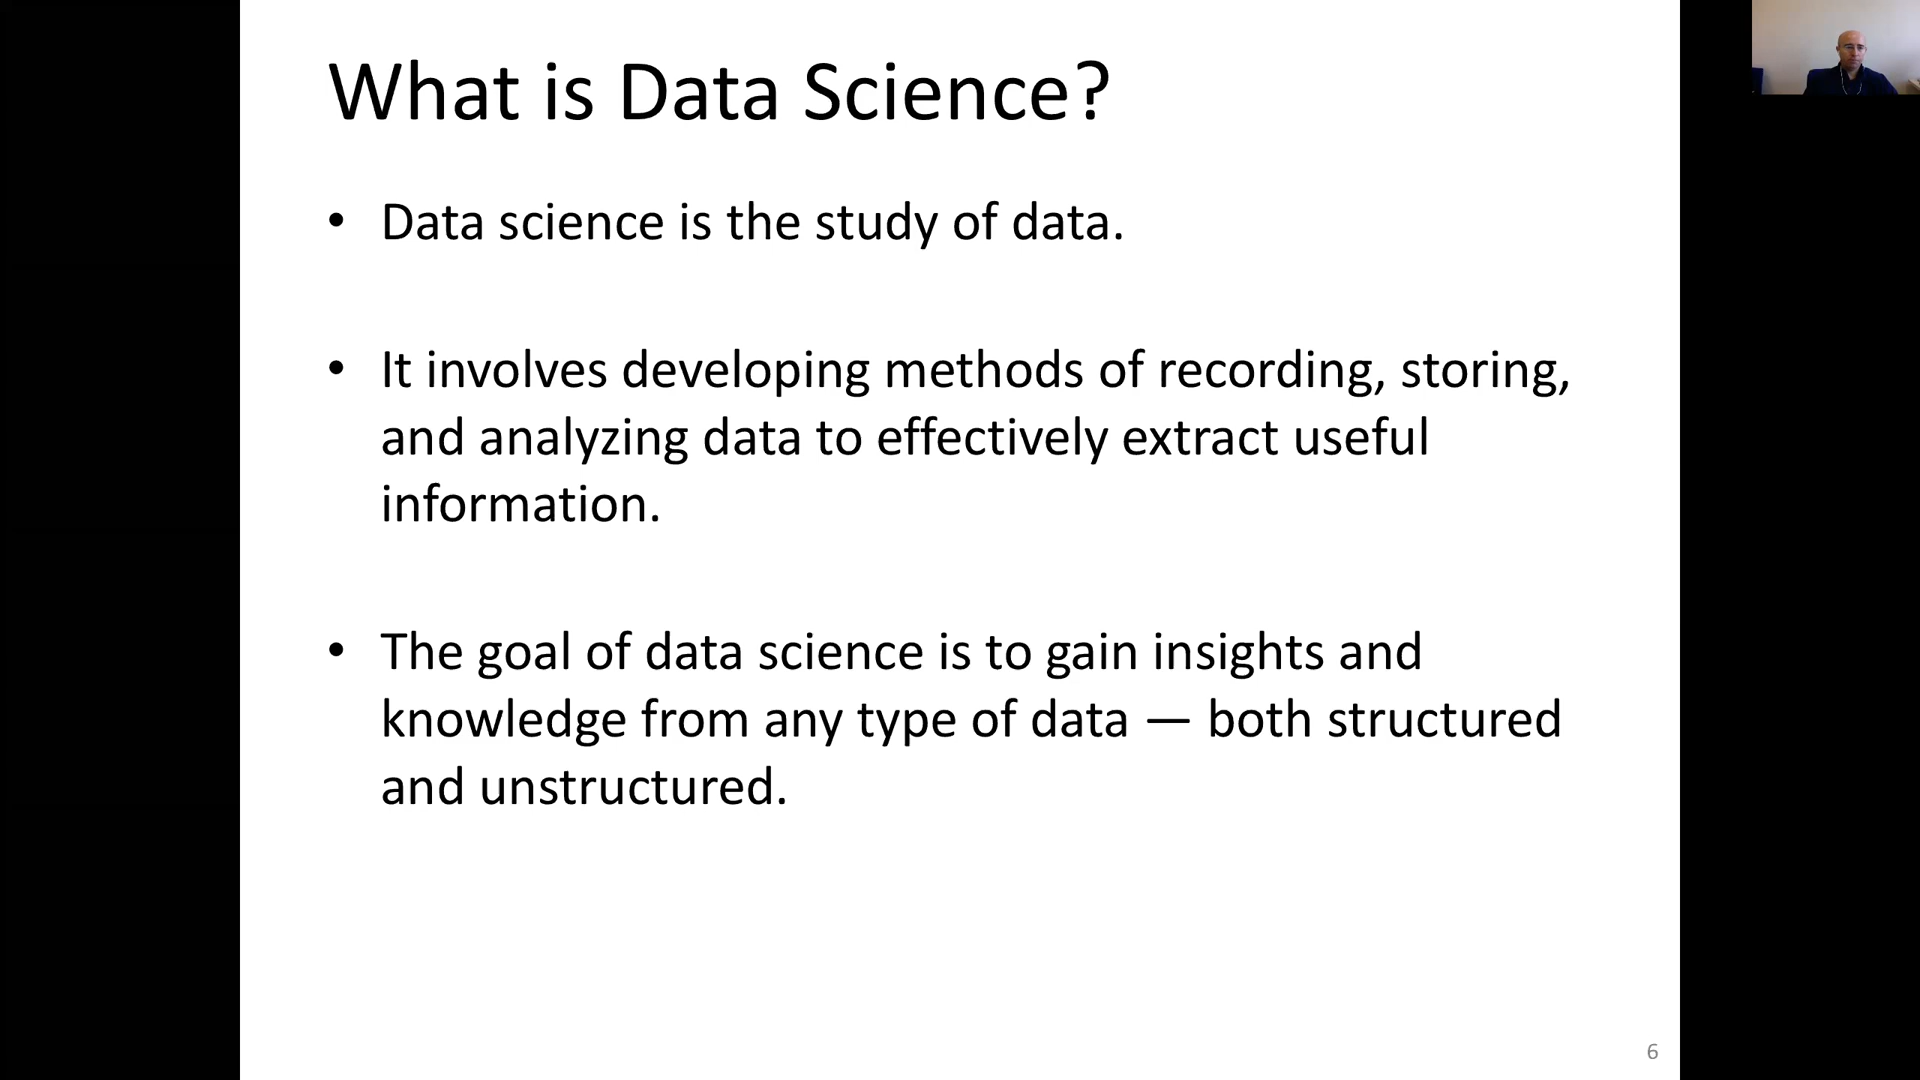 What is Data Science?
• Data science is the study of data.
• It involves developing methods of recording, storing,
and analyzing data to effectively extract useful
information.
• The goal of data science is to gain insights and
knowledge from any type of data — both structured
and unstructured.
6